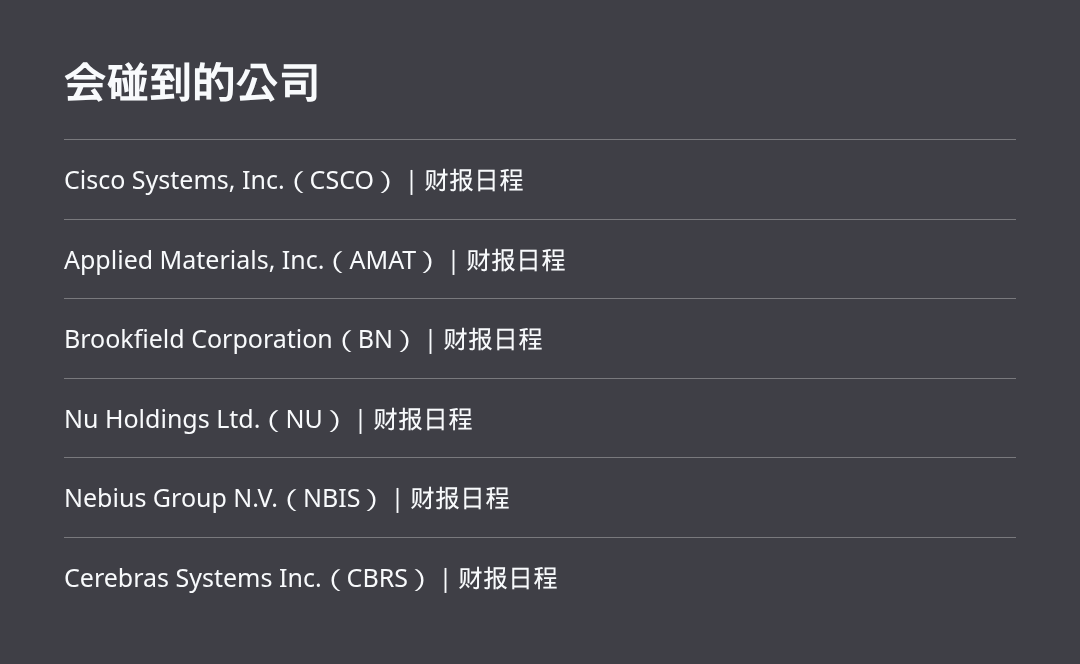 会碰到的公司
Cisco Systems, Inc.（CSCO）｜财报日程
Applied Materials, Inc.（AMAT）｜财报日程
Brookfield Corporation（BN）｜财报日程
Nu Holdings Ltd.（NU）｜财报日程
Nebius Group N.V.（NBIS）｜财报日程
Cerebras Systems Inc.（CBRS）｜财报日程